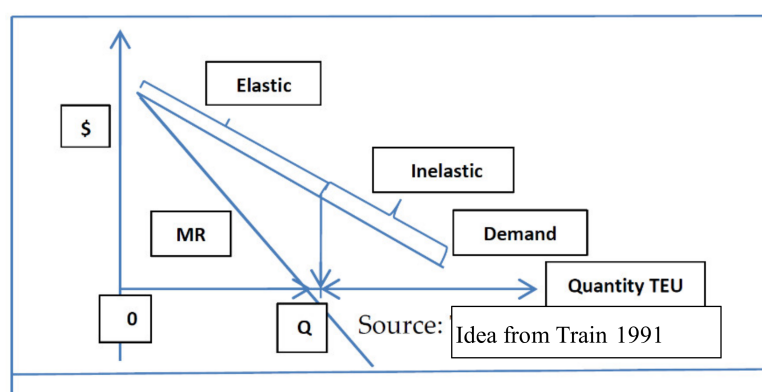 Elastic
$
Inelastic
MR
Demand
Quantity TEU
0
Q
Source:
Idea from Train 1991